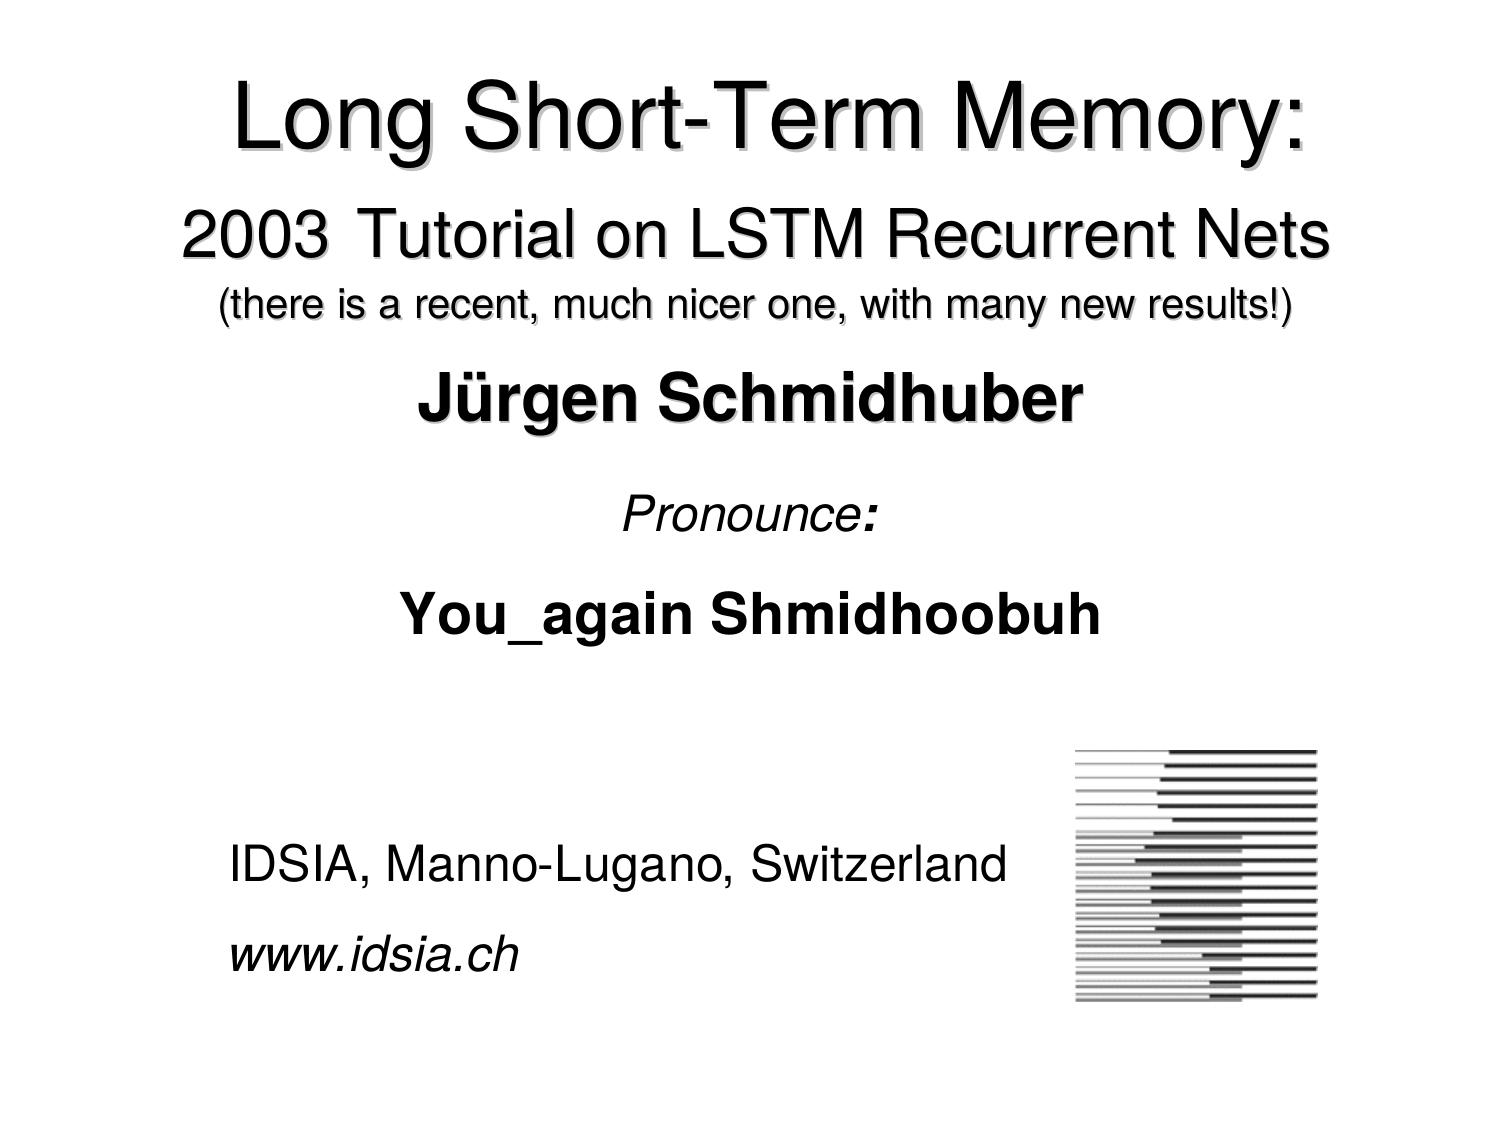 Long Short-Term Memory:
2003 Tutorial on LSTM Recurrent Nets
(there is a recent, much nicer one, with many new results!)
Jürgen Schmidhuber
Pronounce:
You_again Shmidhoobuh
IDSIA, Manno-Lugano, Switzerland
www.idsia.ch